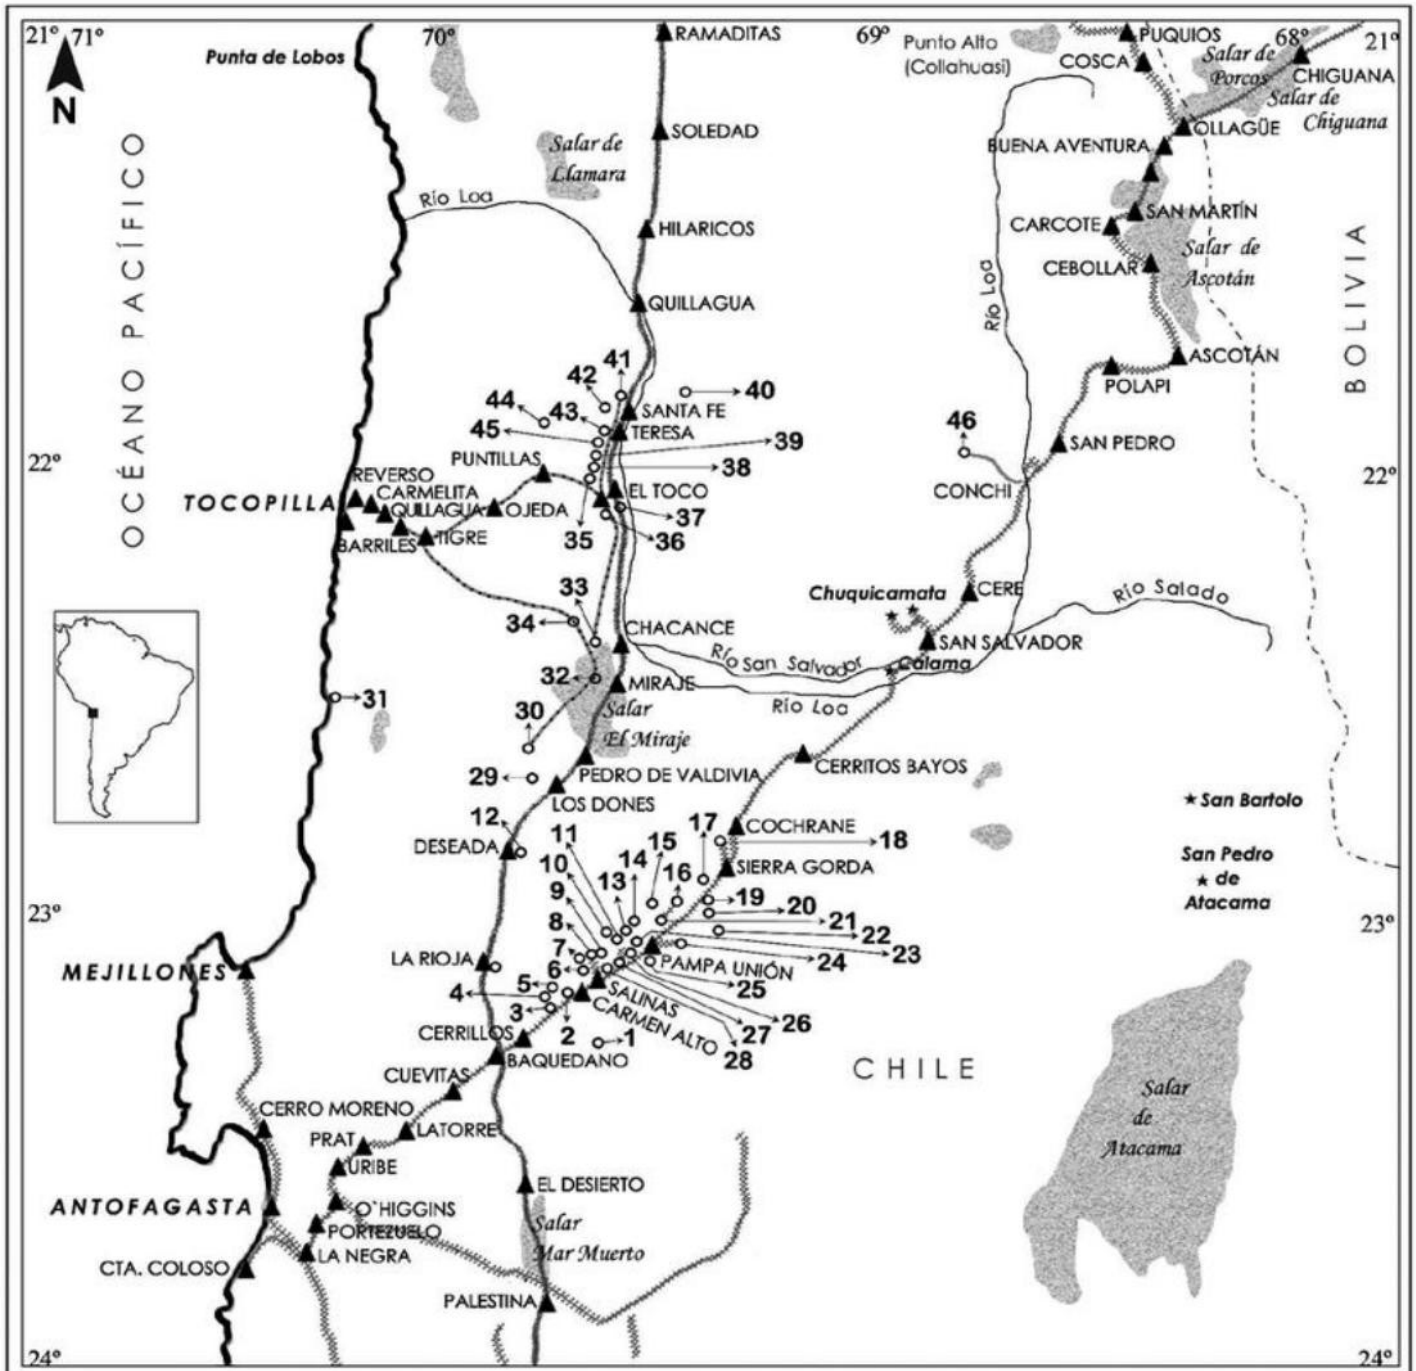 21° 71°
70°
69°
68°
21°
Punta de Lobos
RAMADITAS
Punto Alto
(Collahuasi)
PUQUIOS
COSCA
Salar de
Porcos
CHIGUANA
Salar de
Chiguana
N
SOLEDAD
OLLAGÜE
BUENA AVENTURA
Salar de
Llamara
Río Loa
HILARICOS
CARCOTE
SAN MARTÍN
CEBOLLAR
Salar de
Ascotán
OCÉANO PACÍFICO
BOLIVIA
Río Loa
QUILLAGUA
ASCOTÁN
POLAPI
41
42
40
44
43
SANTA FE
45
TERESA
39
46
SAN PEDRO
22°
22°
PUNTILLAS
38
REVERSO
CARMELITA
TOCOPILLA
QUILLAGUA
OJEDA
EL TOCO
CONCHI
37
BARRILES
TIGRE
35
36
33
Chuquicamata
CERE
Río Salado
34
CHACANCE
SAN SALVADOR
Río San Salvador
Calama
32
MIRAJE
Río Loa
31
30
Salar
El Miraje
29
PEDRO DE VALDIVIA
CERRITOS BAYOS
LOS DONES
San Bartolo
12
17
COCHRANE
DESEADA
11
15
18
10
14
16
SIERRA GORDA
San Pedro
de
Atacama
9
13
19
20
23°
23°
8
21
22
7
23
LA RIOJA
6
PAMPA UNIÓN
24
MEJILLONES
5
SALINAS
25
4
CARMEN ALTO
26
3
27
CERRILLOS
2
1
28
BAQUEDANO
CHILE
CUEVITAS
CERRO MORENO
LATORRE
PRAT
URIBE
Salar
de
Atacama
EL DESIERTO
ANTOFAGASTA
O`HIGGINS
PORTEZUELO
Salar
Mar Muerto
LA NEGRA
CTA. COLOSO
PALESTINA
24°
24°